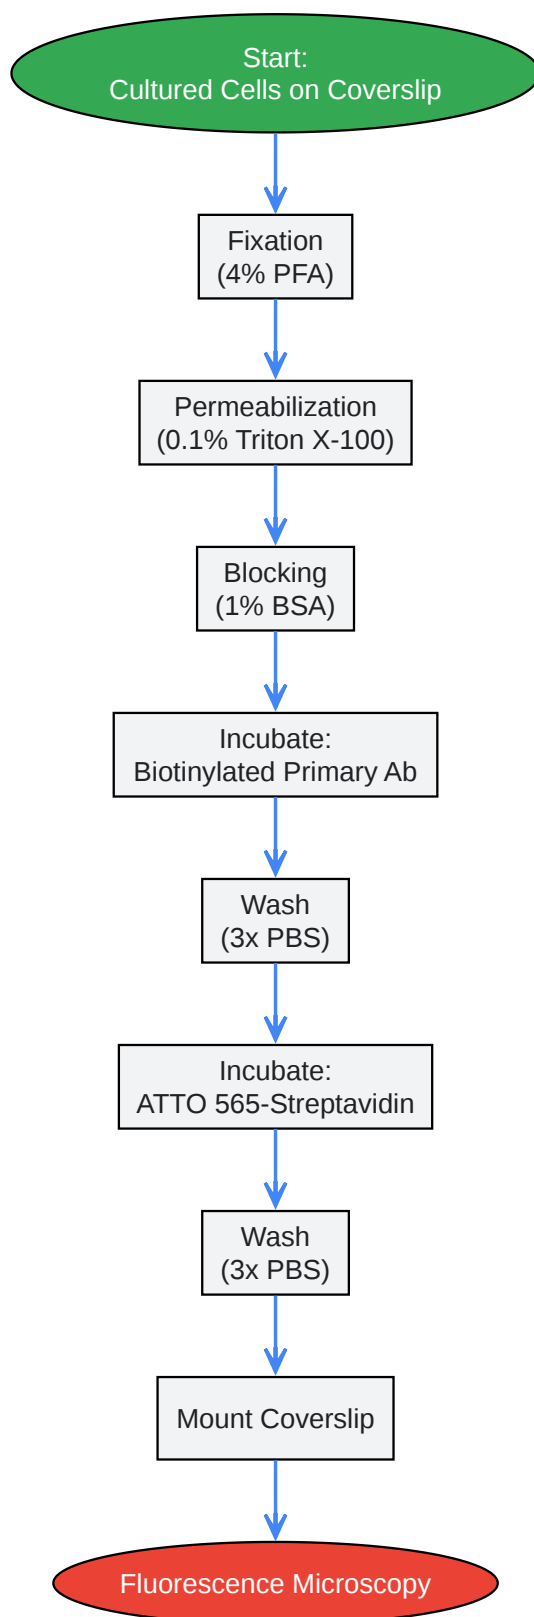 Start:
Cultured Cells on Coverslip
Fixation
(4% PFA)
Permeabilization
(0.1% Triton X-100)
Blocking
(1% BSA)
Incubate:
Biotinylated Primary Ab
Wash
(3x PBS)
Incubate:
ATTO 565-Streptavidin
Wash
(3x PBS)
Mount Coverslip
Fluorescence Microscopy